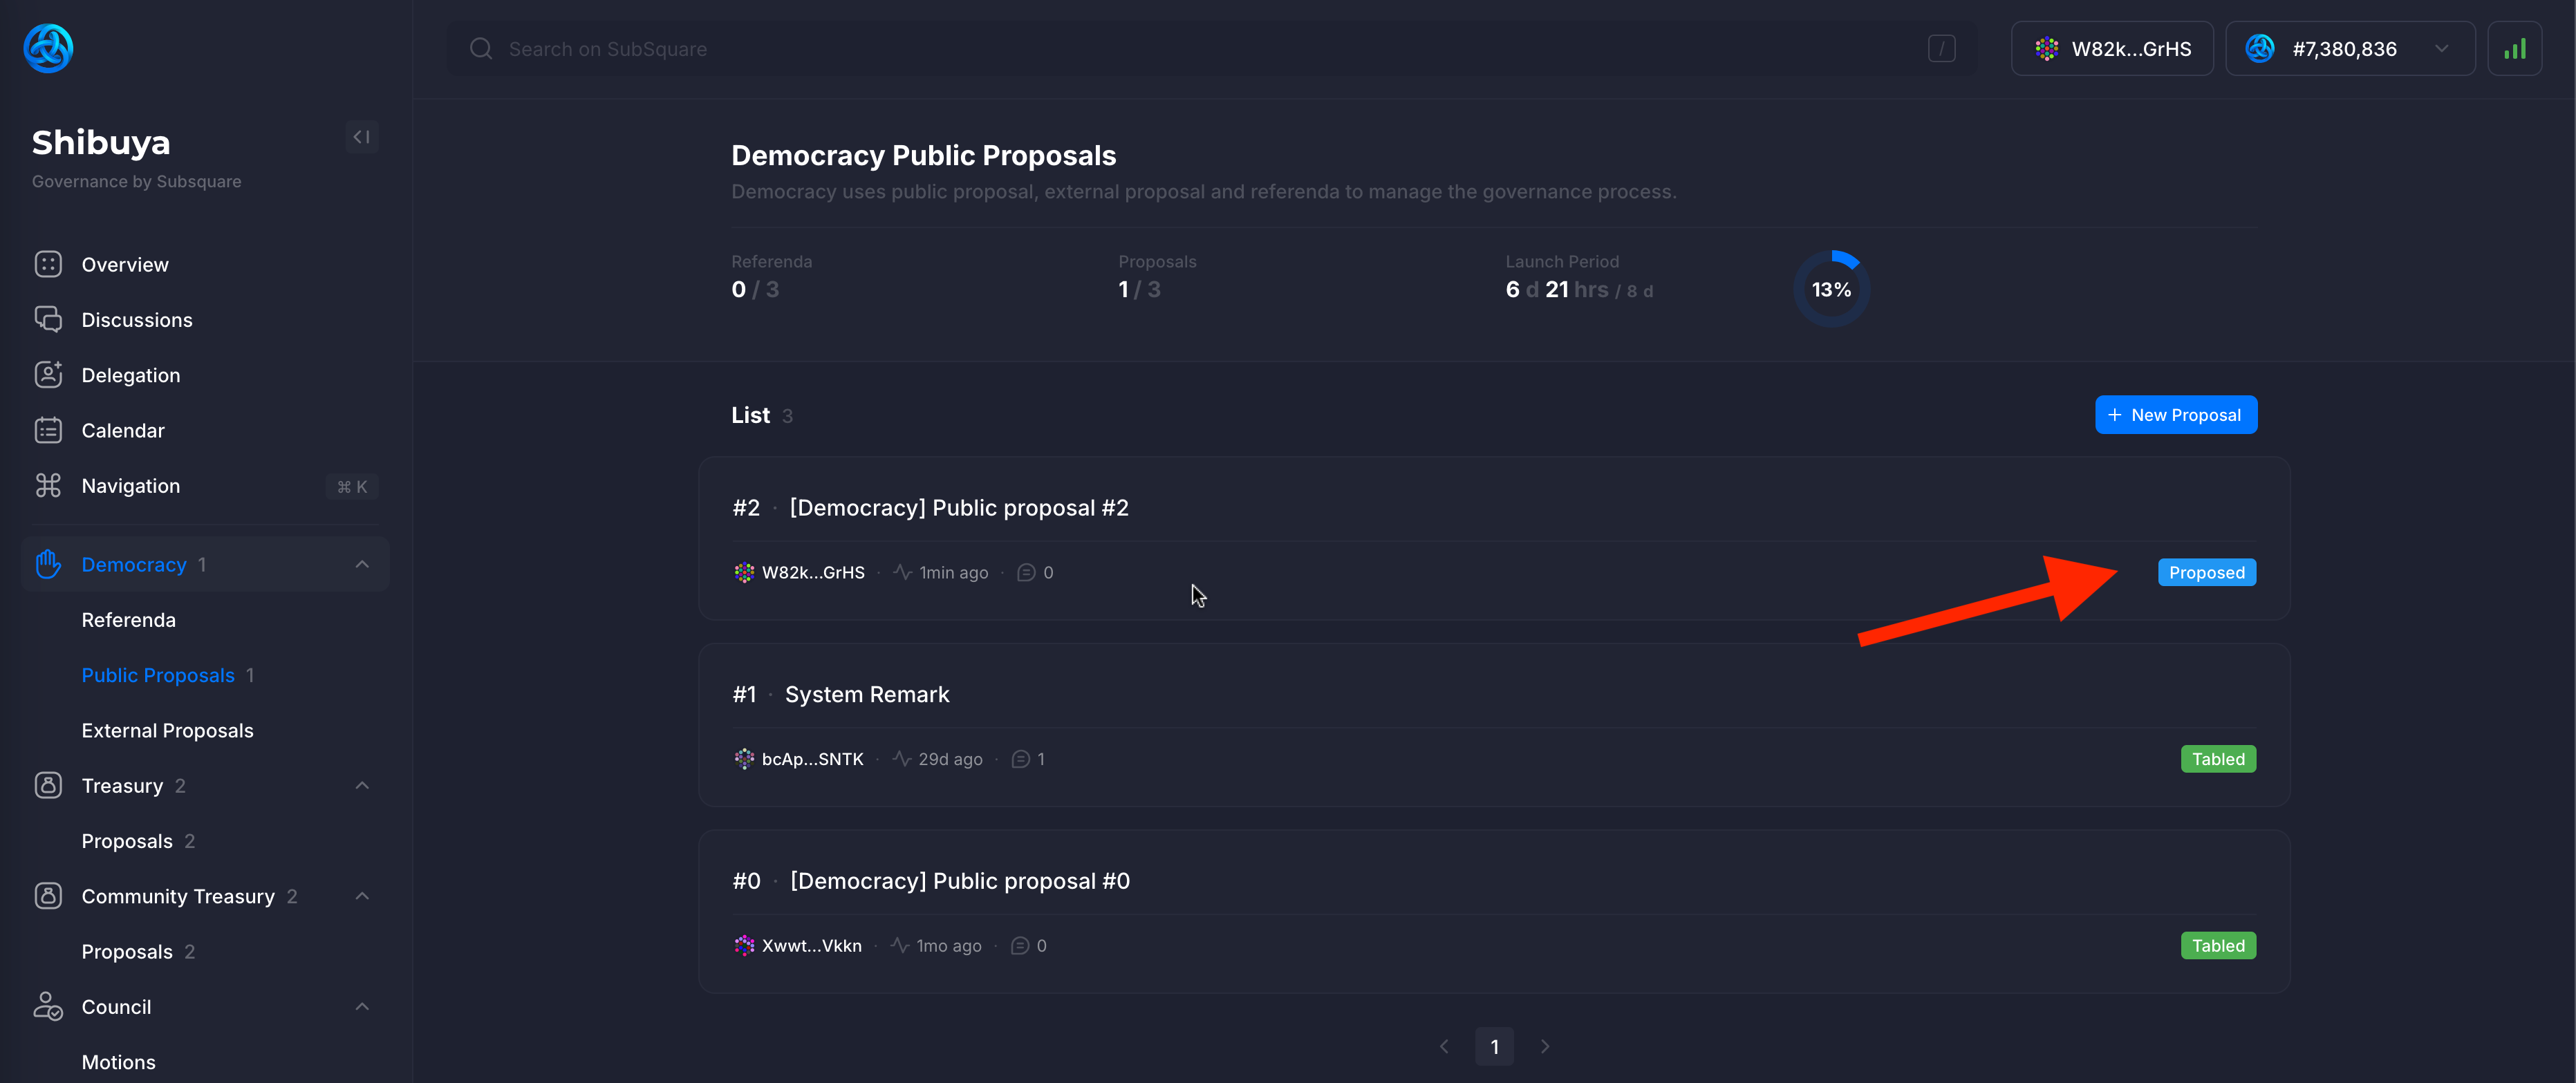 Search on SubSquare
/
W82k...GrHS
#7,380,836
Shibuya
Governance by Subsquare
Overview
Discussions
Delegation
Calendar
Navigation
⌘ K
Democracy 1
Referenda
Public Proposals 1
External Proposals
Treasury 2
Proposals 2
Community Treasury 2
Proposals 2
Council
Motions
Democracy Public Proposals
Democracy uses public proposal, external proposal and referenda to manage the governance process.
Referenda
0 / 3
Proposals
1 / 3
Launch Period
6 d 21 hrs / 8 d
13%
List 3
+ New Proposal
#2 · [Democracy] Public proposal #2
W82k...GrHS · 1min ago · 0
Proposed
#1 · System Remark
bcAp...SNTK · 29d ago · 1
Tabled
#0 · [Democracy] Public proposal #0
Xwwt...Vkkn · 1mo ago · 0
Tabled
1